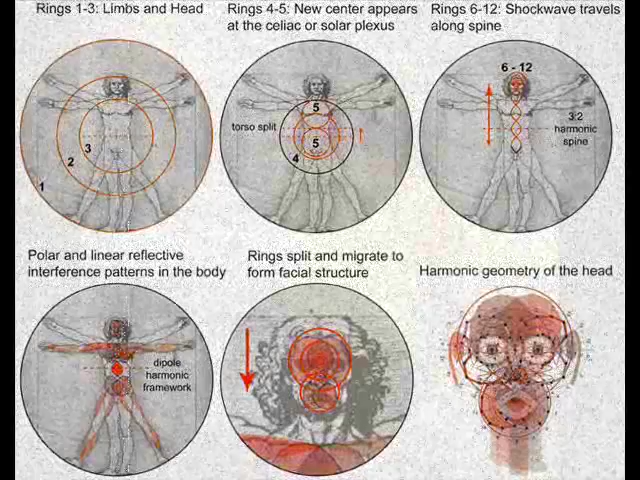 Rings 1-3: Limbs and Head
Rings 4-5: New center appears
at the celiac or solar plexus
Rings 6-12: Shockwave travels
along spine
1
2
3
torso split
5
5
4
6 - 12
3:2
harmonic
spine
Polar and linear reflective
interference patterns in the body
Rings split and migrate to
form facial structure
Harmonic geometry of the head
dipole
harmonic
framework